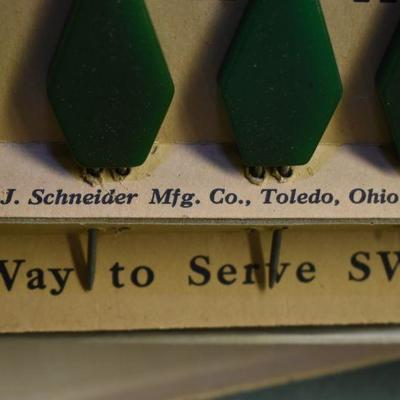 J. Schneider Mfg. Co., Toledo, Ohio
Way to Serve SW